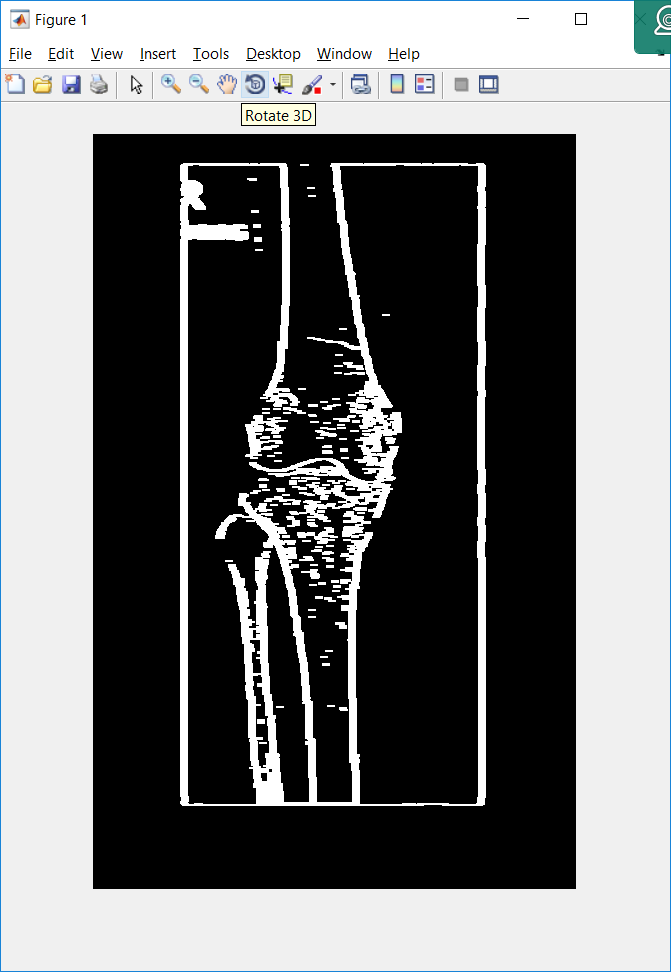 Figure 1
File Edit View Insert Tools Desktop Window Help
Rotate 3D
R